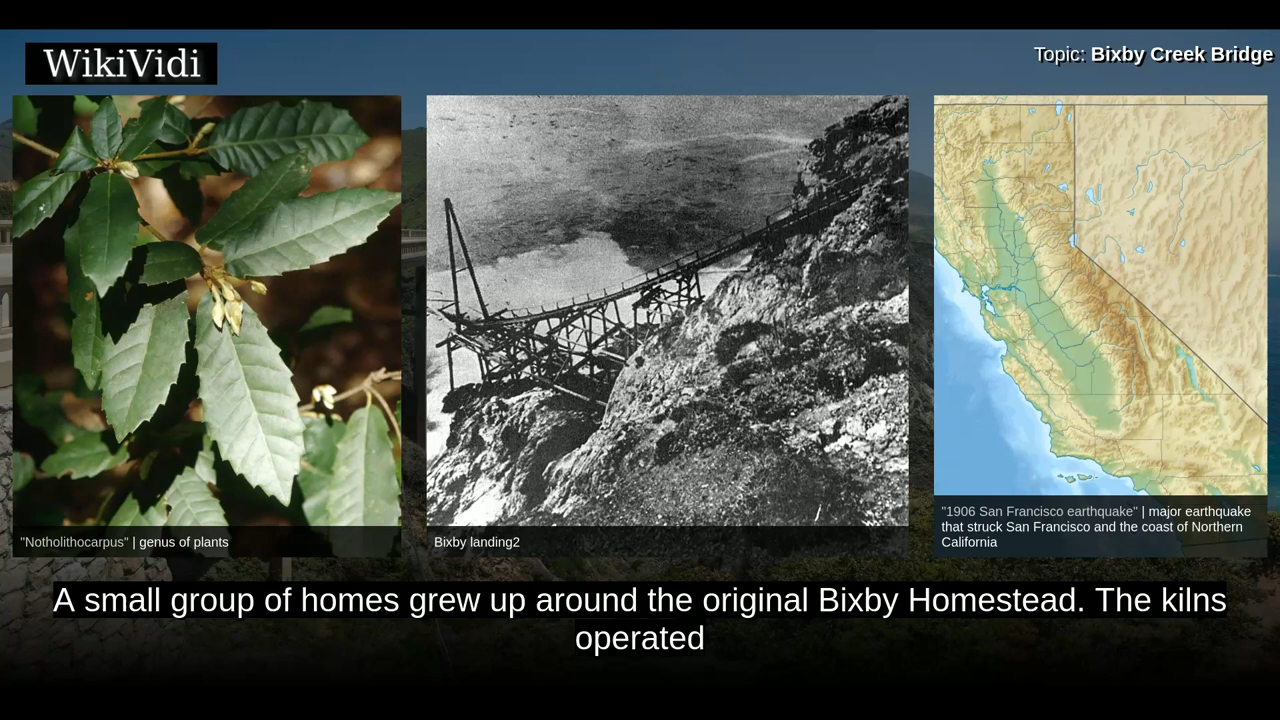 WikiVidi
Topic: Bixby Creek Bridge
"Notholithocarpus" | genus of plants
Bixby landing2
"1906 San Francisco earthquake" | major earthquake
that struck San Francisco and the coast of Northern
California
A small group of homes grew up around the original Bixby Homestead. The kilns
operated